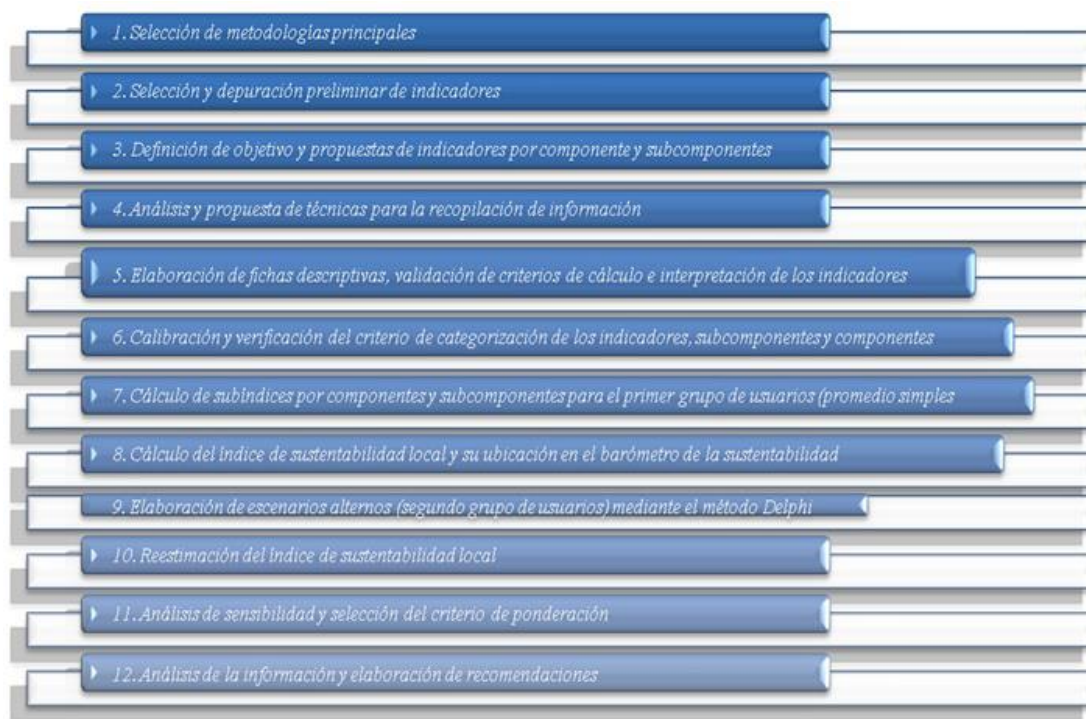 1. Selección de metodologías principales
2. Selección y depuración preliminar de indicadores
3. Definición de objetivo y propuestas de indicadores por componente y subcomponentes
4. Análisis y propuesta de técnicas para la recopilación de información
5. Elaboración de fichas descriptivas, validación de criterios de cálculo e interpretación de los indicadores
6. Calibración y verificación del criterio de categorización de los indicadores, subcomponentes y componentes
7. Cálculo de subíndices por componentes y subcomponentes para el primer grupo de usuarios (promedio simples
8. Cálculo del índice de sustentabilidad local y su ubicación en el barómetro de la sustentabilidad
9. Elaboración de escenarios alternos (segundo grupo de usuarios) mediante el método Delphi
10. Reestimación del índice de sustentabilidad local
11. Análisis de sensibilidad y selección del criterio de ponderación
12. Análisis de la información y elaboración de recomendaciones